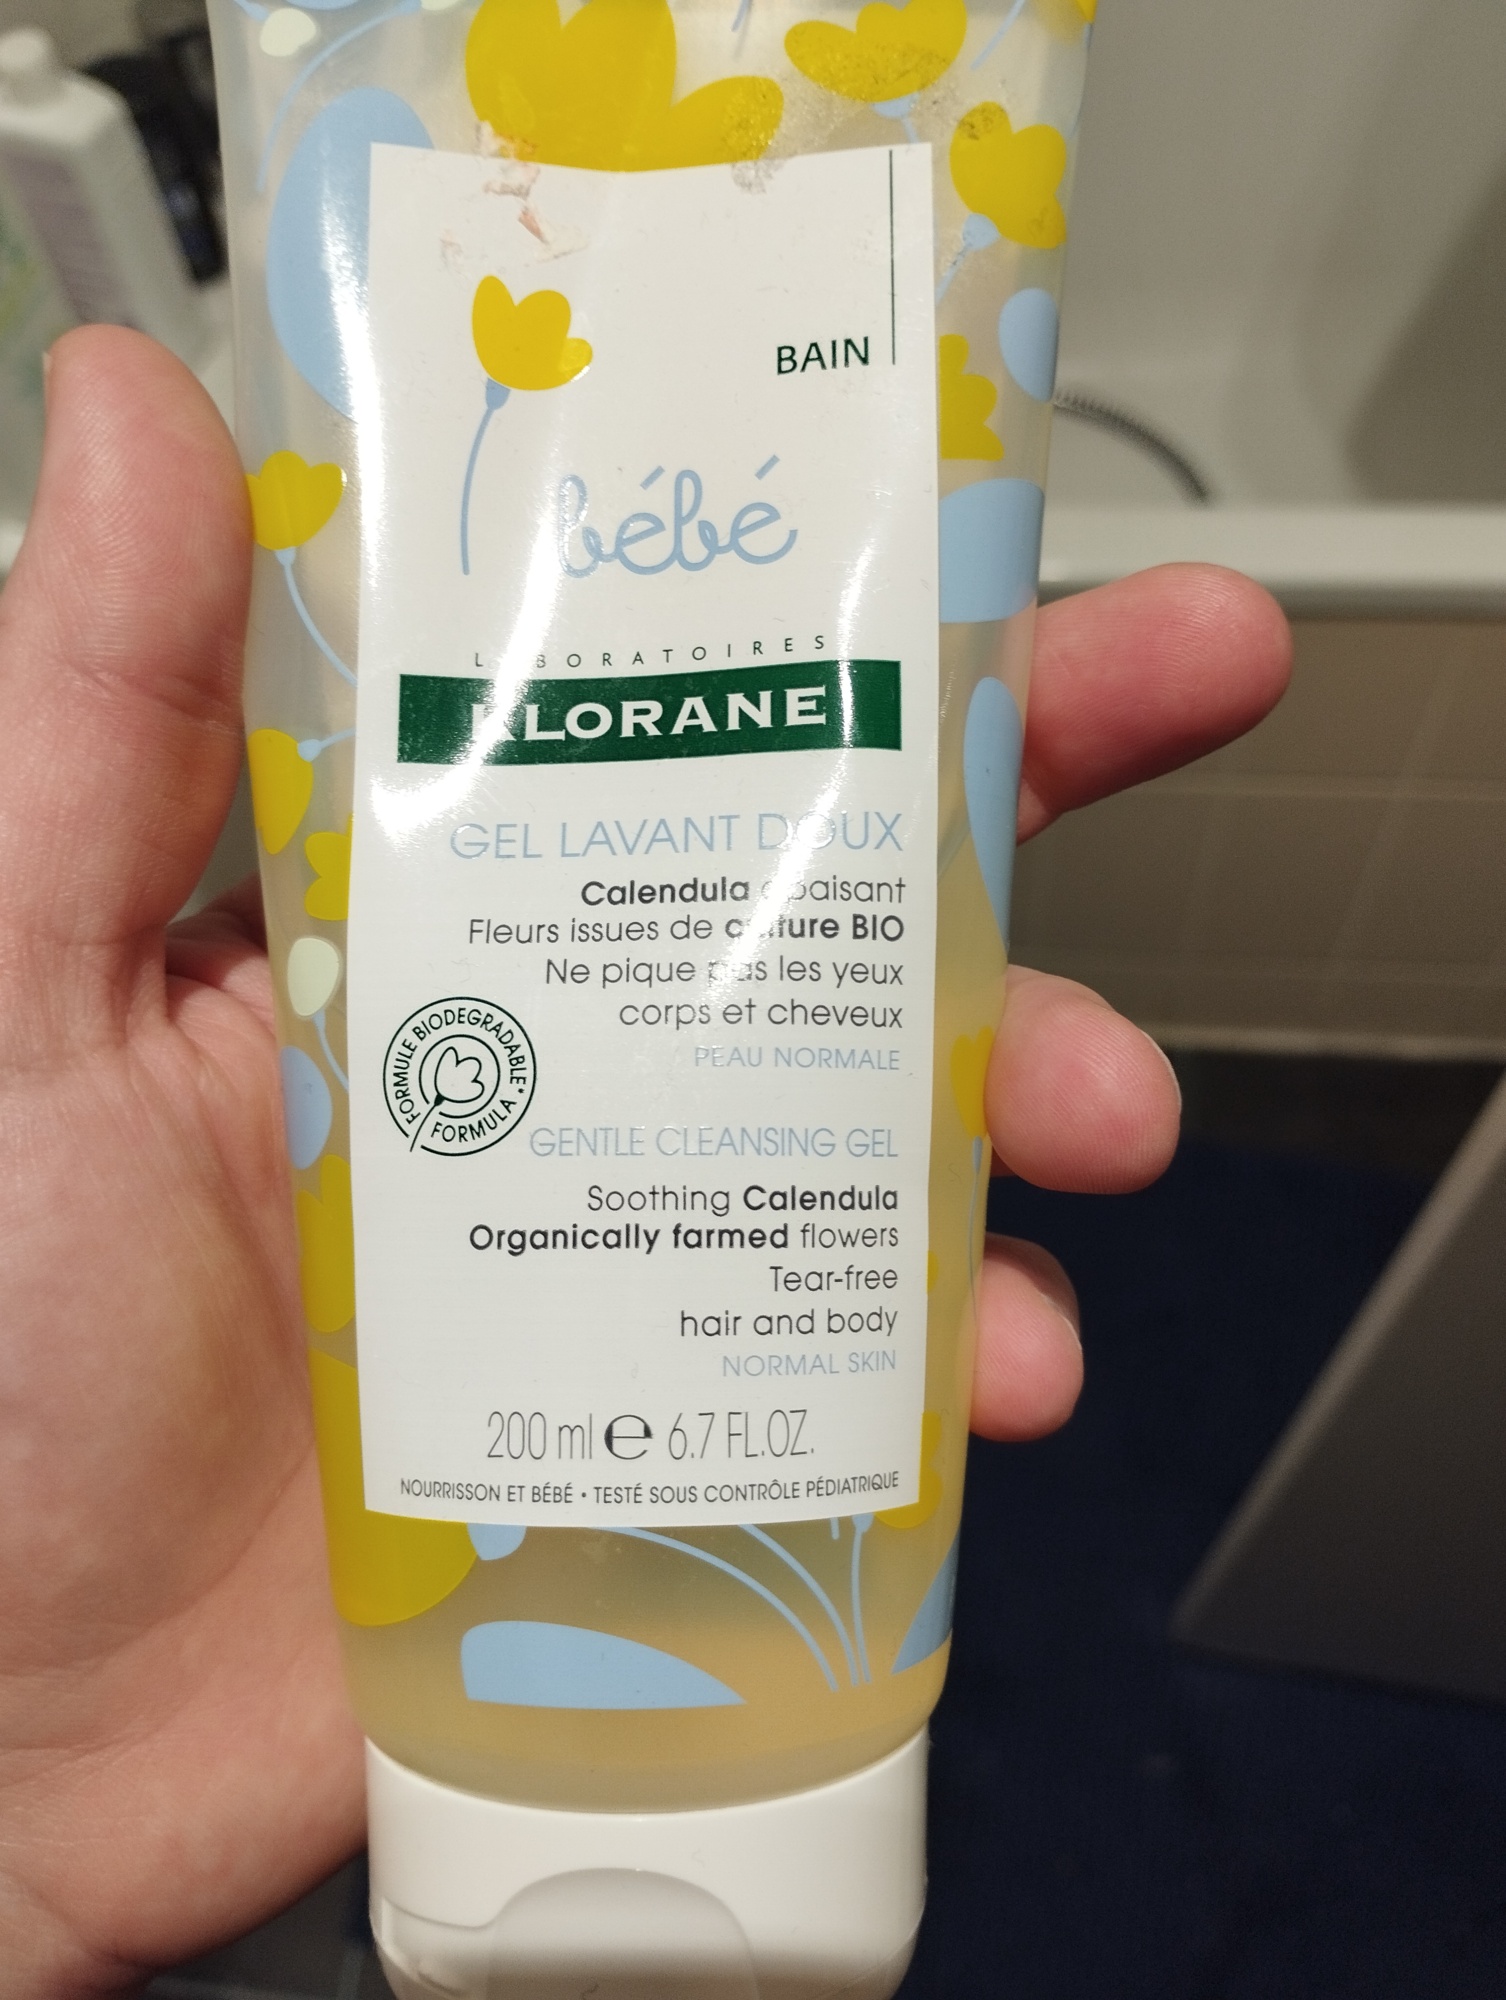 BAIN
bébé
LABORATOIRES
KLORANE
GEL LAVANT DOUX
Calendula apaisant
Fleurs issues de culture BIO
Ne pique pas les yeux
corps et cheveux
PEAU NORMALE
FORMULE BIODEGRADABLE • FORMULA
GENTLE CLEANSING GEL
Soothing Calendula
Organically farmed flowers
Tear-free
hair and body
NORMAL SKIN
200 ml e 6.7 FL.OZ.
NOURRISSON ET BÉBÉ • TESTÉ SOUS CONTRÔLE PÉDIATRIQUE